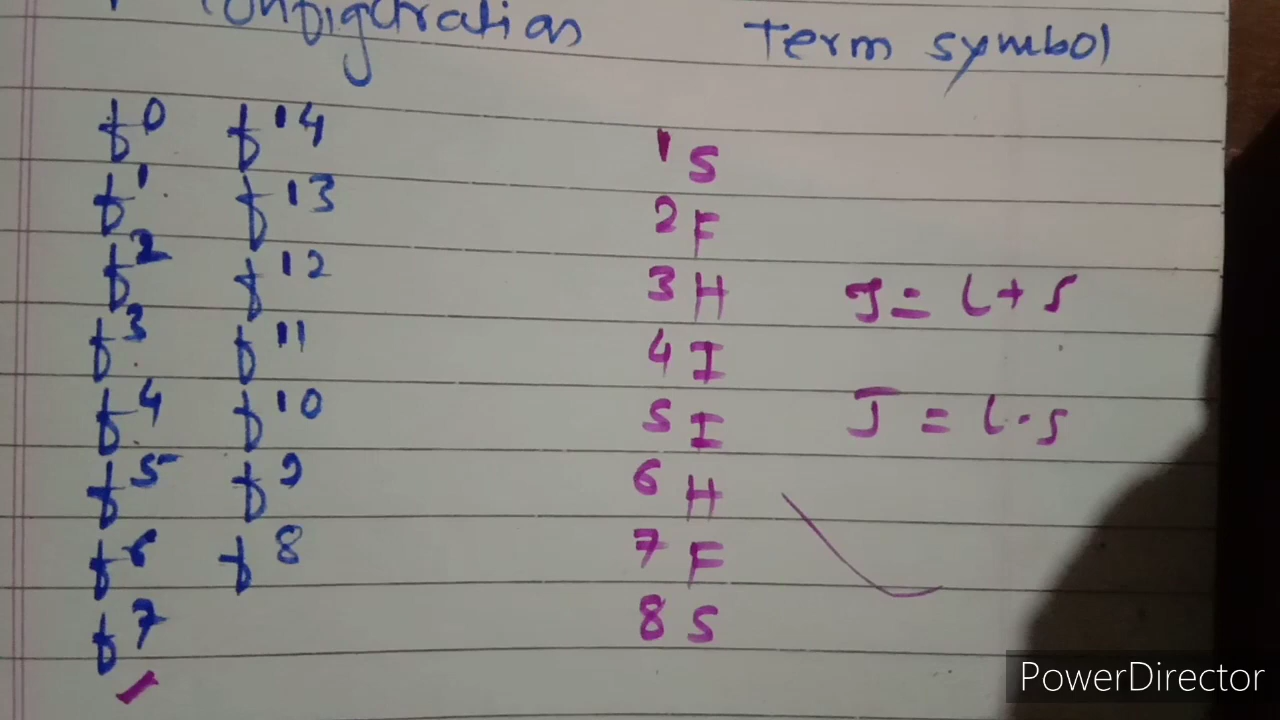 Configuration Term symbol
f⁰ f¹⁴ ¹S
f¹ f¹³ ²F
f² f¹² ³H J = L + S
f³ f¹¹ ⁴I
f⁴ f¹⁰ ⁵I J = L - S
f⁵ f⁹ ⁶H
f⁶ f⁸ ⁷F
f⁷ ⁸S
PowerDirector